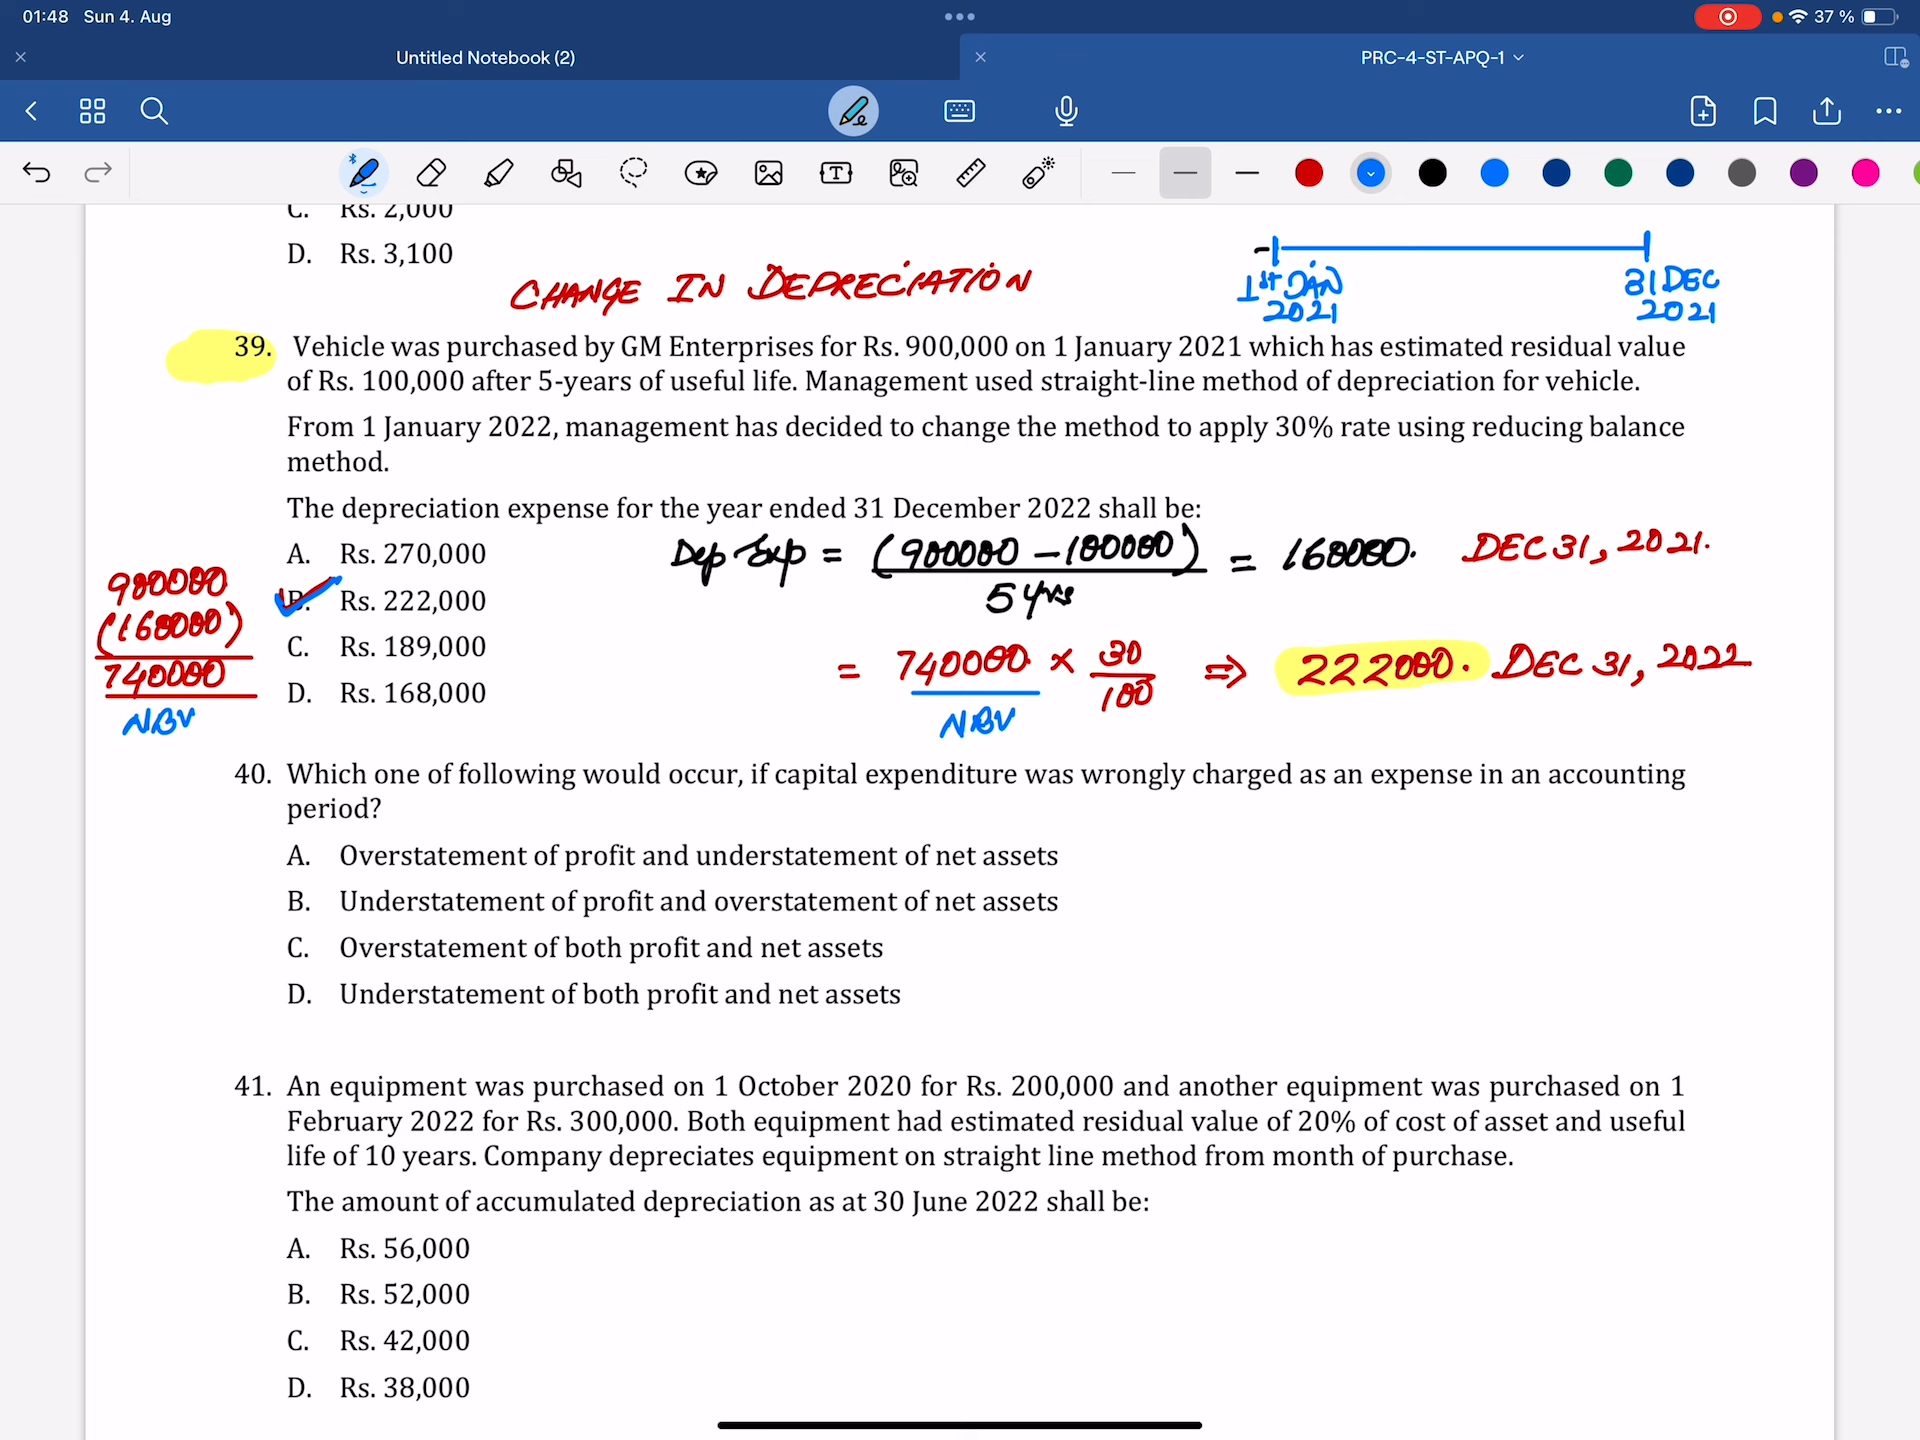 01:48 Sun 4. Aug
37 %
Untitled Notebook (2)
PRC-4-ST-APQ-1
C. Rs. 2,000
D. Rs. 3,100
CHANGE IN DEPRECIATION
1st JAN 2021
31 DEC 2021
39. Vehicle was purchased by GM Enterprises for Rs. 900,000 on 1 January 2021 which has estimated residual value
of Rs. 100,000 after 5-years of useful life. Management used straight-line method of depreciation for vehicle.
From 1 January 2022, management has decided to change the method to apply 30% rate using reducing balance
method.
The depreciation expense for the year ended 31 December 2022 shall be:
A. Rs. 270,000
B. Rs. 222,000
C. Rs. 189,000
D. Rs. 168,000
Dep Exp = (900000 - 100000) = 160000. DEC 31, 2021.
5 yrs
900000
(160000)
740000
NBV
= 740000 × 30 ⇒ 222000. DEC 31, 2022
100
NBV
40. Which one of following would occur, if capital expenditure was wrongly charged as an expense in an accounting
period?
A. Overstatement of profit and understatement of net assets
B. Understatement of profit and overstatement of net assets
C. Overstatement of both profit and net assets
D. Understatement of both profit and net assets
41. An equipment was purchased on 1 October 2020 for Rs. 200,000 and another equipment was purchased on 1
February 2022 for Rs. 300,000. Both equipment had estimated residual value of 20% of cost of asset and useful
life of 10 years. Company depreciates equipment on straight line method from month of purchase.
The amount of accumulated depreciation as at 30 June 2022 shall be:
A. Rs. 56,000
B. Rs. 52,000
C. Rs. 42,000
D. Rs. 38,000